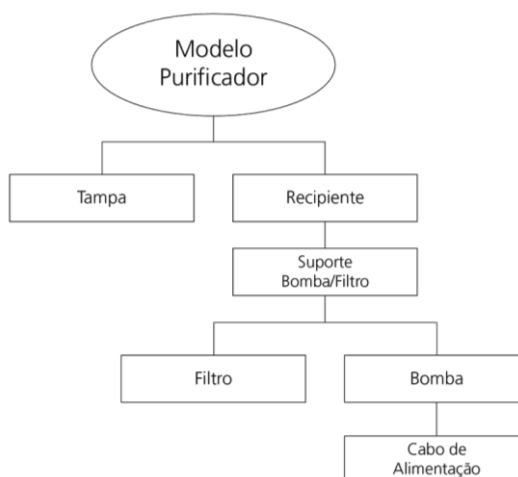 Modelo
Purificador
Tampa
Recipiente
Suporte
Bomba/Filtro
Filtro
Bomba
Cabo de
Alimentação